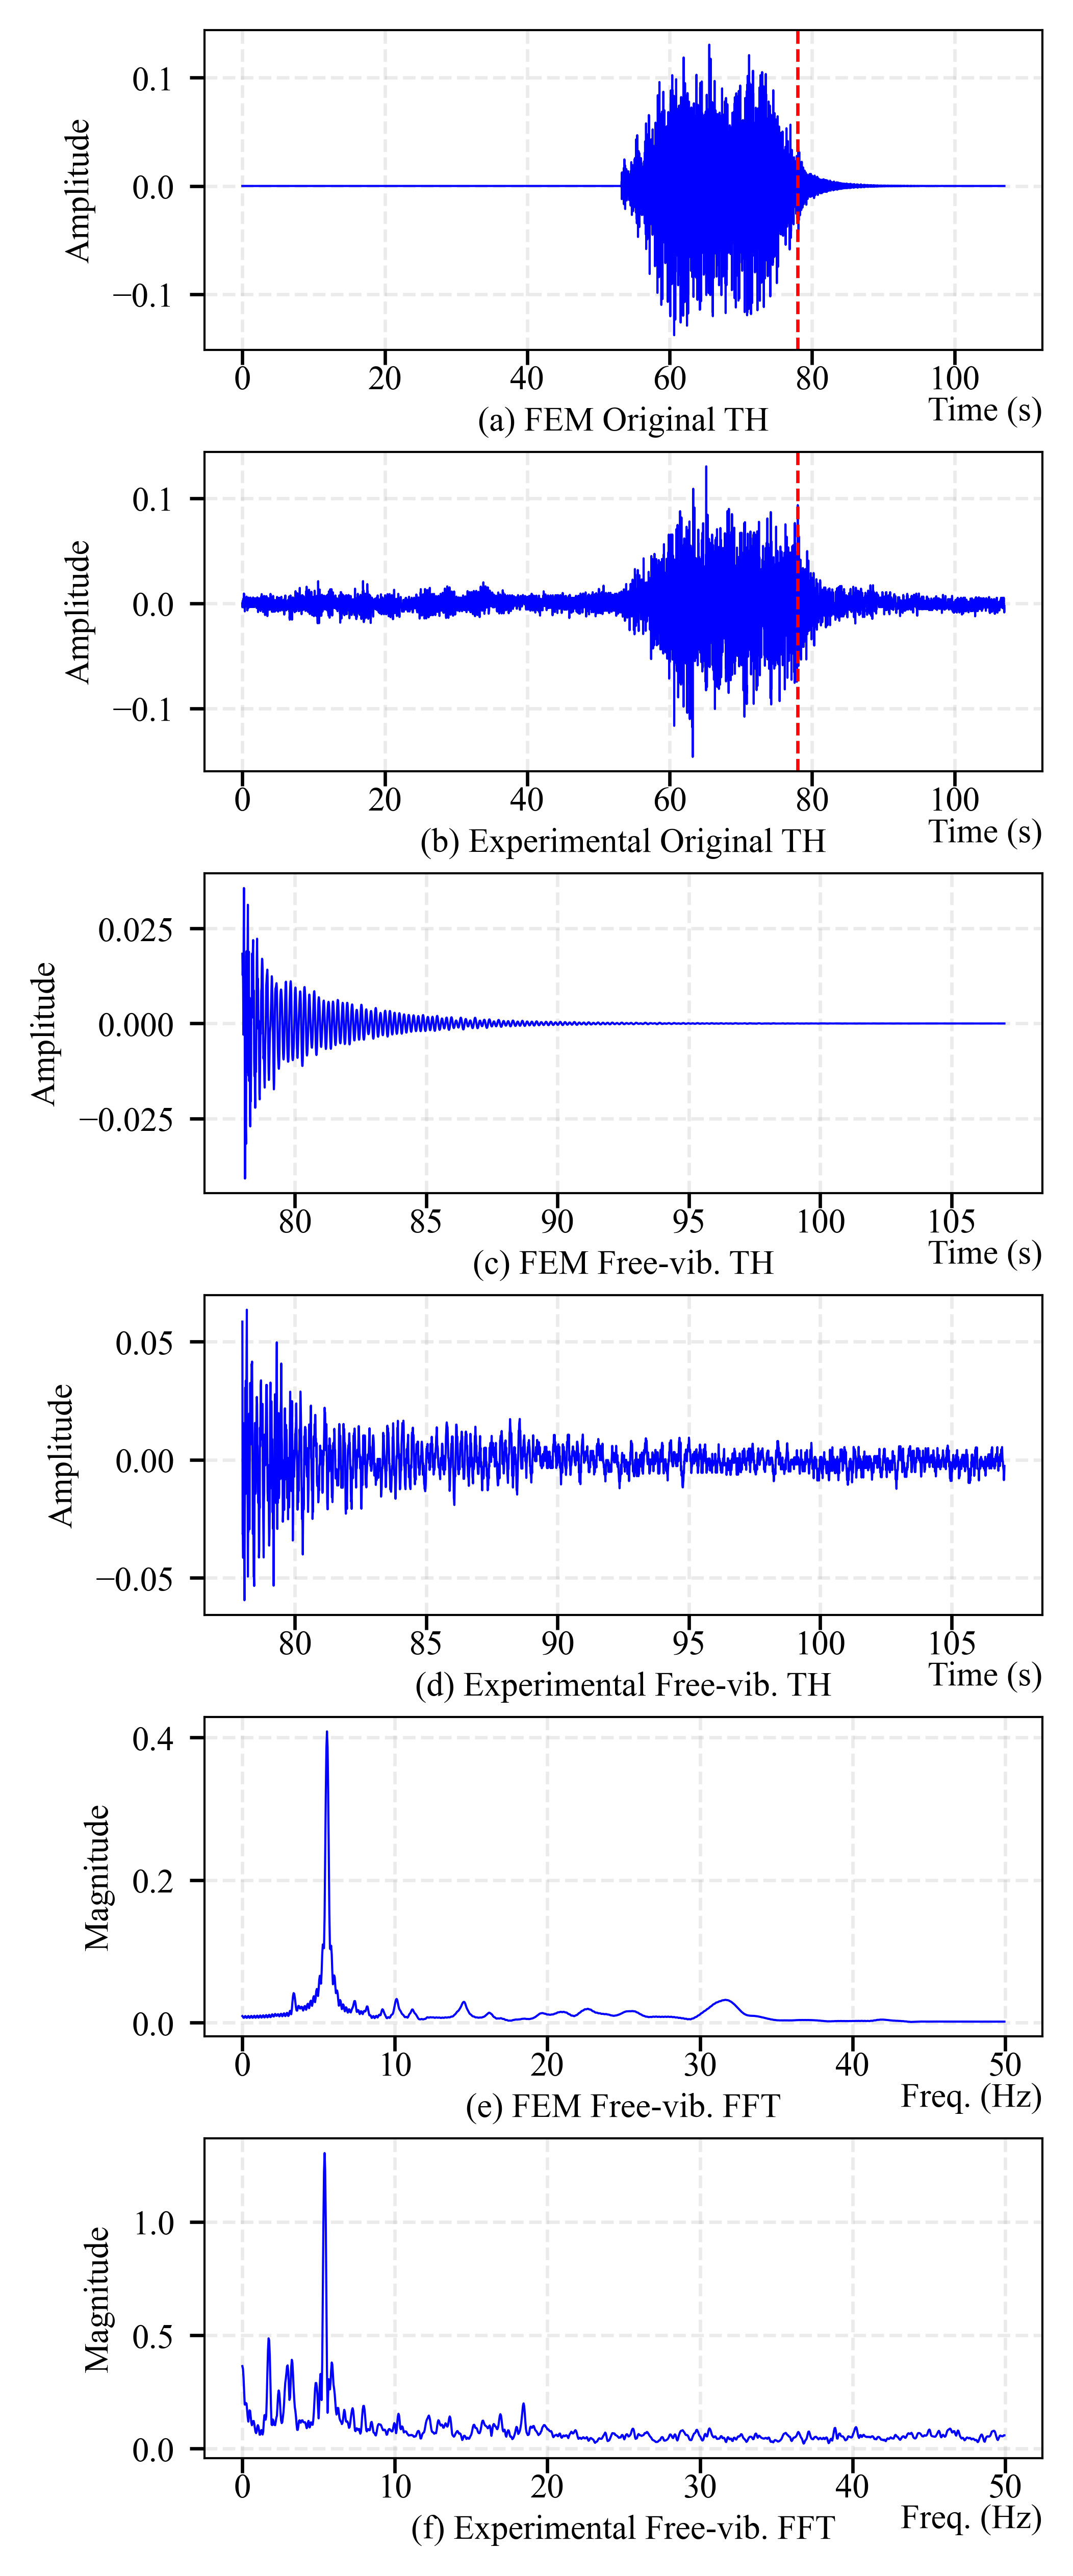 Amplitude
0.1
0.0
−0.1
0 20 40 60 80 100
Time (s)
(a) FEM Original TH
Amplitude
0.1
0.0
−0.1
0 20 40 60 80 100
Time (s)
(b) Experimental Original TH
Amplitude
0.025
0.000
−0.025
80 85 90 95 100 105
Time (s)
(c) FEM Free-vib. TH
Amplitude
0.05
0.00
−0.05
80 85 90 95 100 105
Time (s)
(d) Experimental Free-vib. TH
Magnitude
0.4
0.2
0.0
0 10 20 30 40 50
Freq. (Hz)
(e) FEM Free-vib. FFT
Magnitude
1.0
0.5
0.0
0 10 20 30 40 50
Freq. (Hz)
(f) Experimental Free-vib. FFT